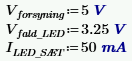 V_forsyning := 5 V
V_fald_LED := 3.25 V
I_LED_SÆT := 50 mA